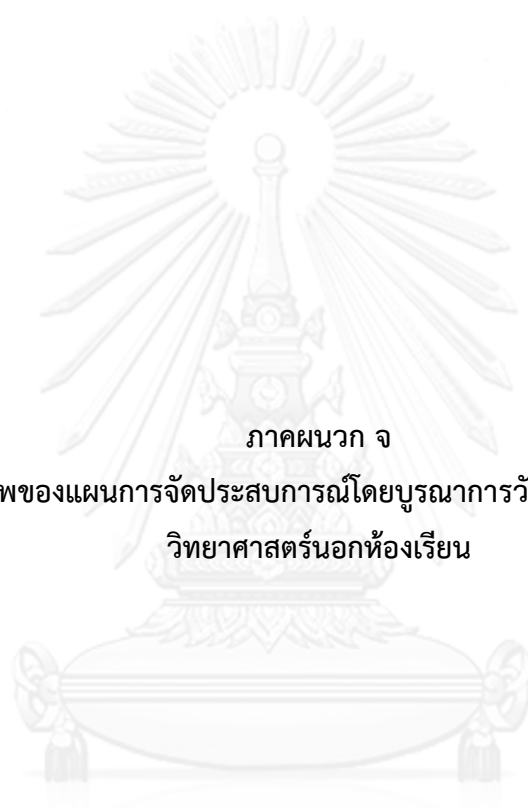 ภาคผนวก จ
พของแผนการจัดประสบการณ์โดยบูรณาการวั
วิทยาศาสตร์นอกห้องเรียน